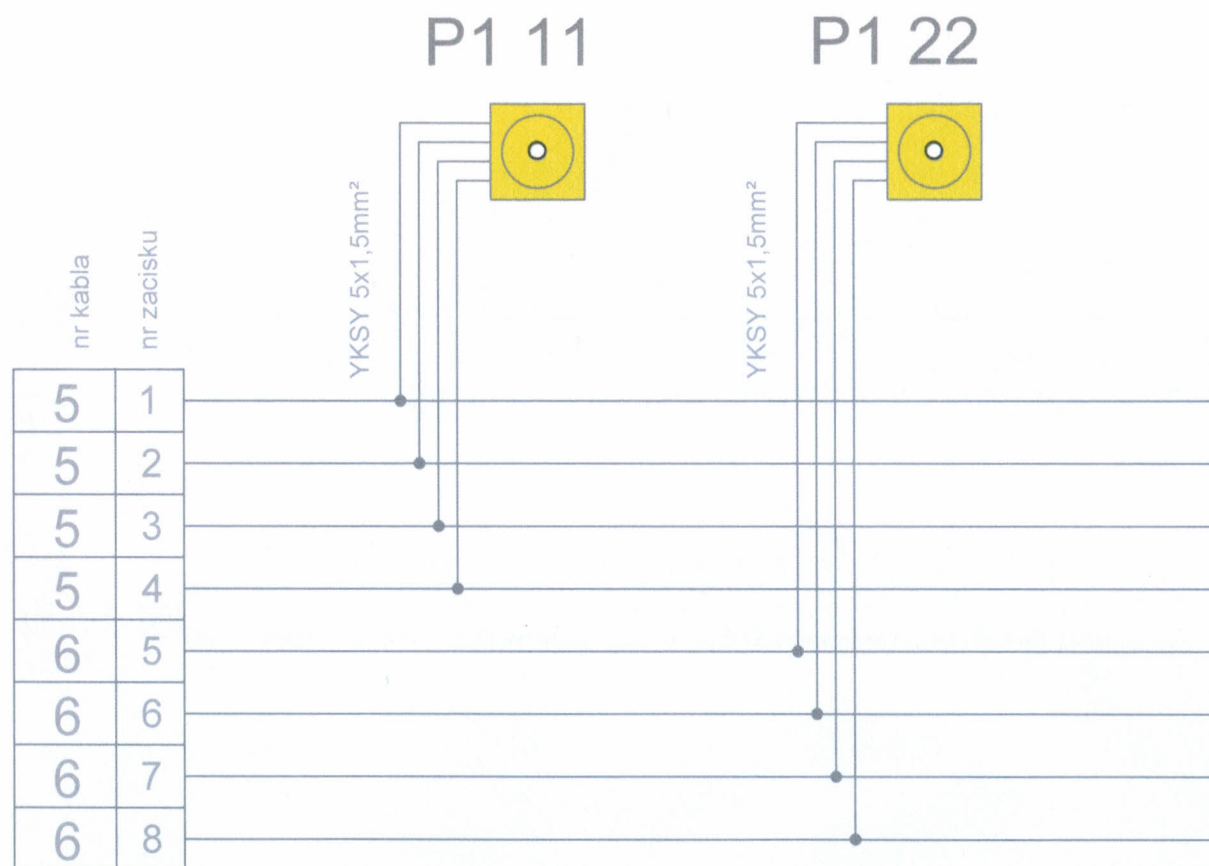 P1 11
P1 22
YKSY 5x1,5mm²
YKSY 5x1,5mm²
nr kabla
nr zacisku
5 1
5 2
5 3
5 4
6 5
6 6
6 7
6 8